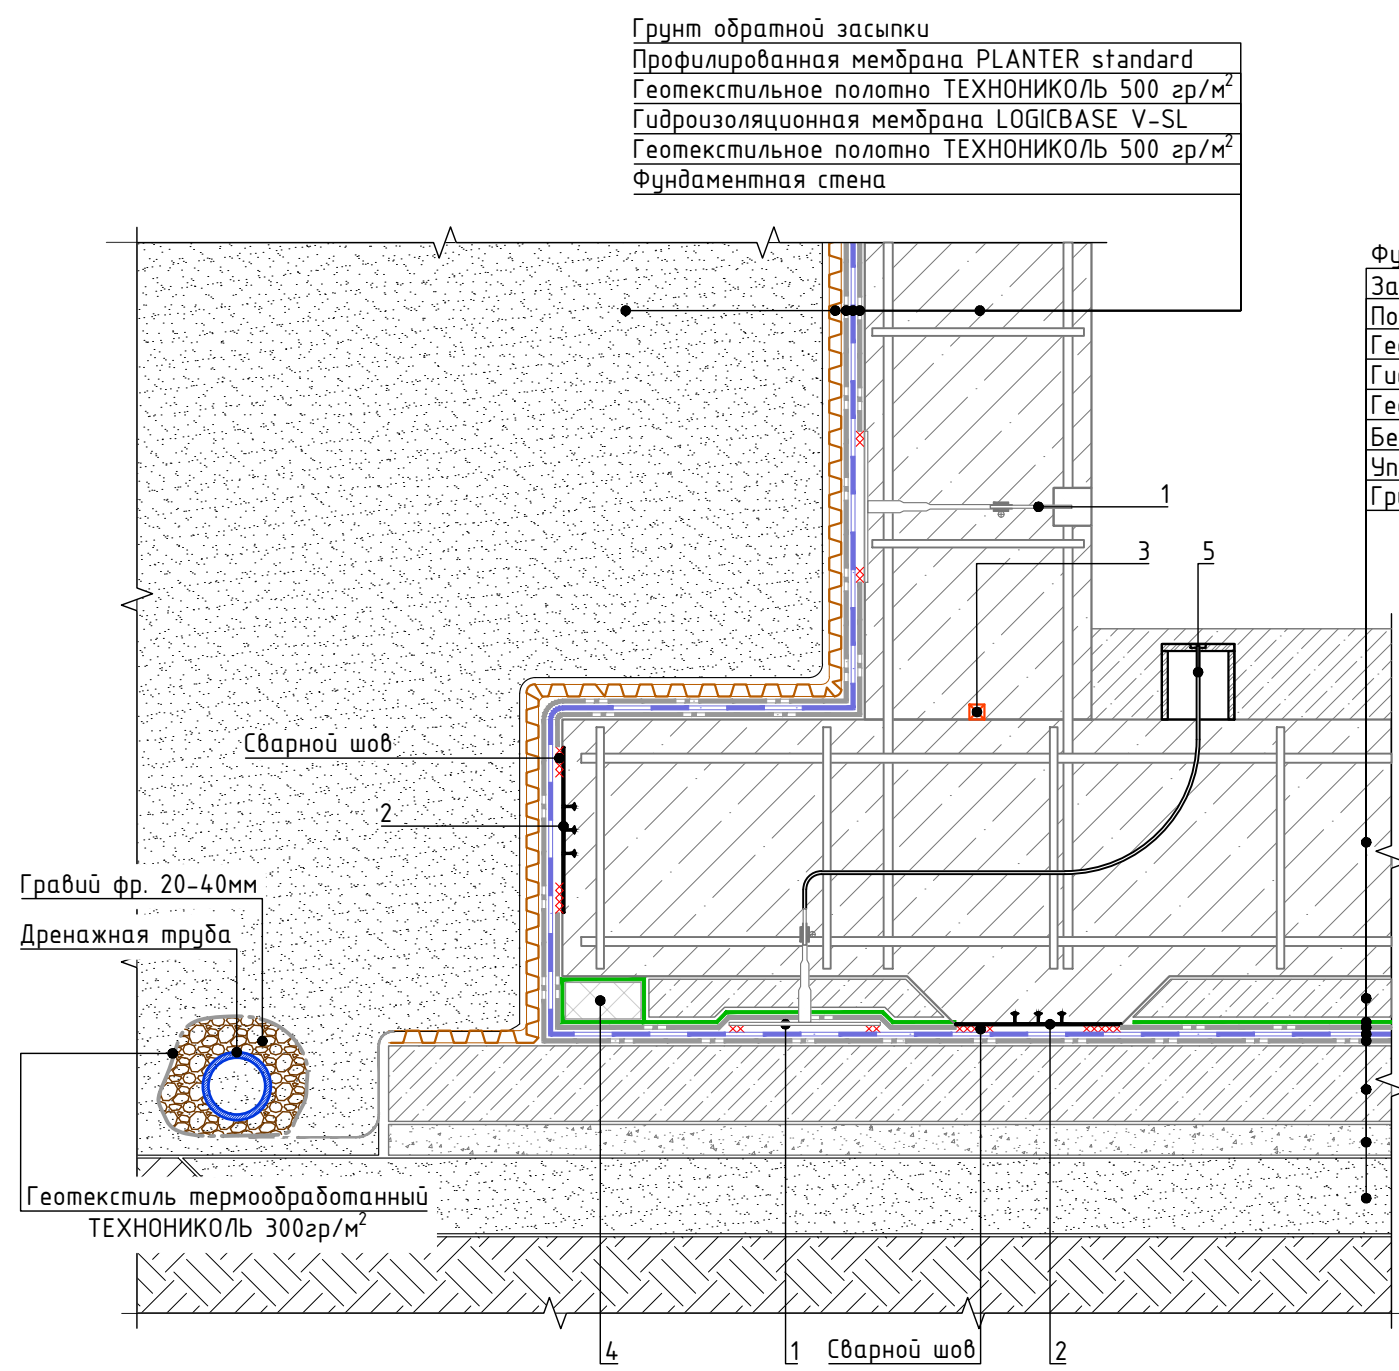 Грунт обратной засыпки
Профилированная мембрана PLANTER standard
Геотекстильное полотно ТЕХНОНИКОЛЬ 500 гр/м²
Гидроизоляционная мембрана LOGICBASE V-SL
Геотекстильное полотно ТЕХНОНИКОЛЬ 500 гр/м²
Фундаментная стена
1
3
5
Сварной шов
2
Гравий фр. 20-40мм
Дренажная труба
Геотекстиль термообработанный
ТЕХНОНИКОЛЬ 300гр/м²
4
1
Сварной шов
2